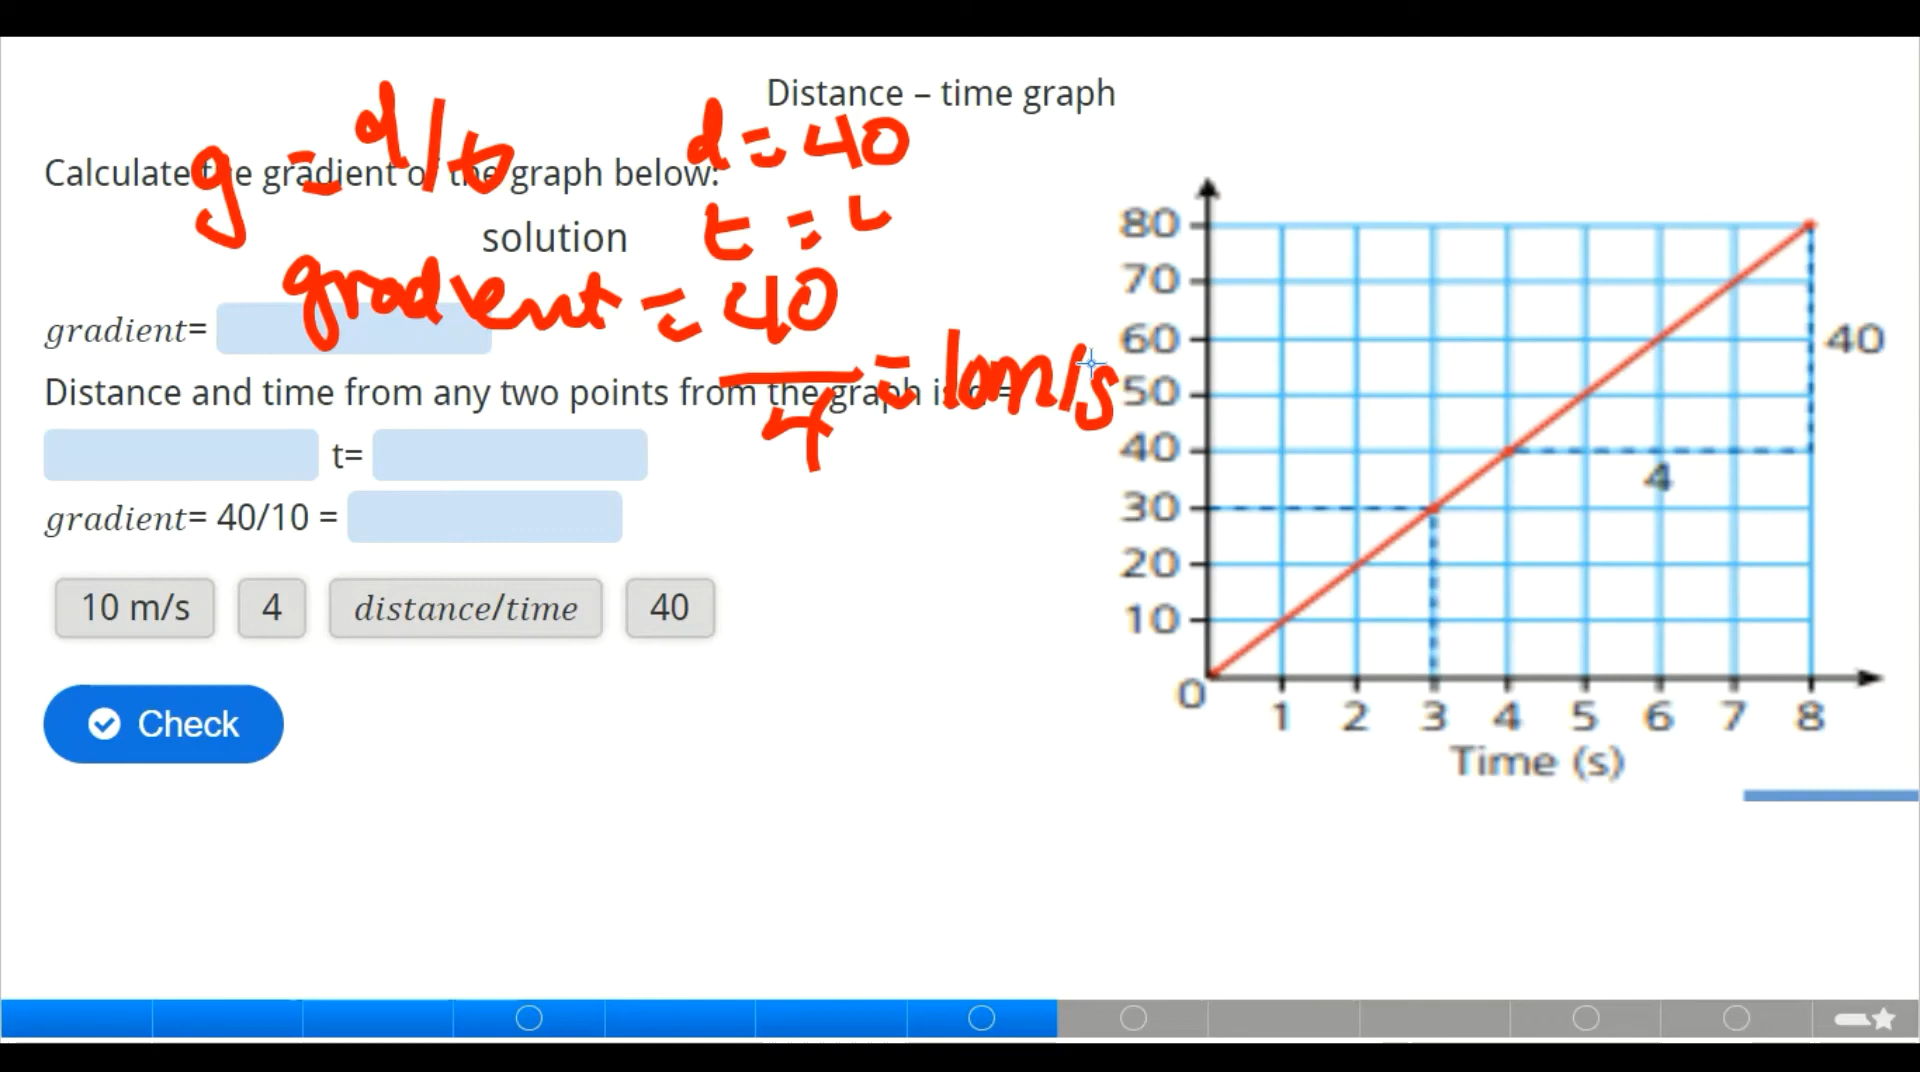 Distance – time graph
g = d/t
d = 40
Calculate the gradient of the graph below:
t = 4
solution
gradient = 40
4
= 10m/s
gradient=
Distance and time from any two points from the graph is d =
t=
gradient= 40/10 =
10 m/s 4 distance/time 40
Check
80
70
60
50
40
30
20
10
0
40
4
1 2 3 4 5 6 7 8
Time (s)